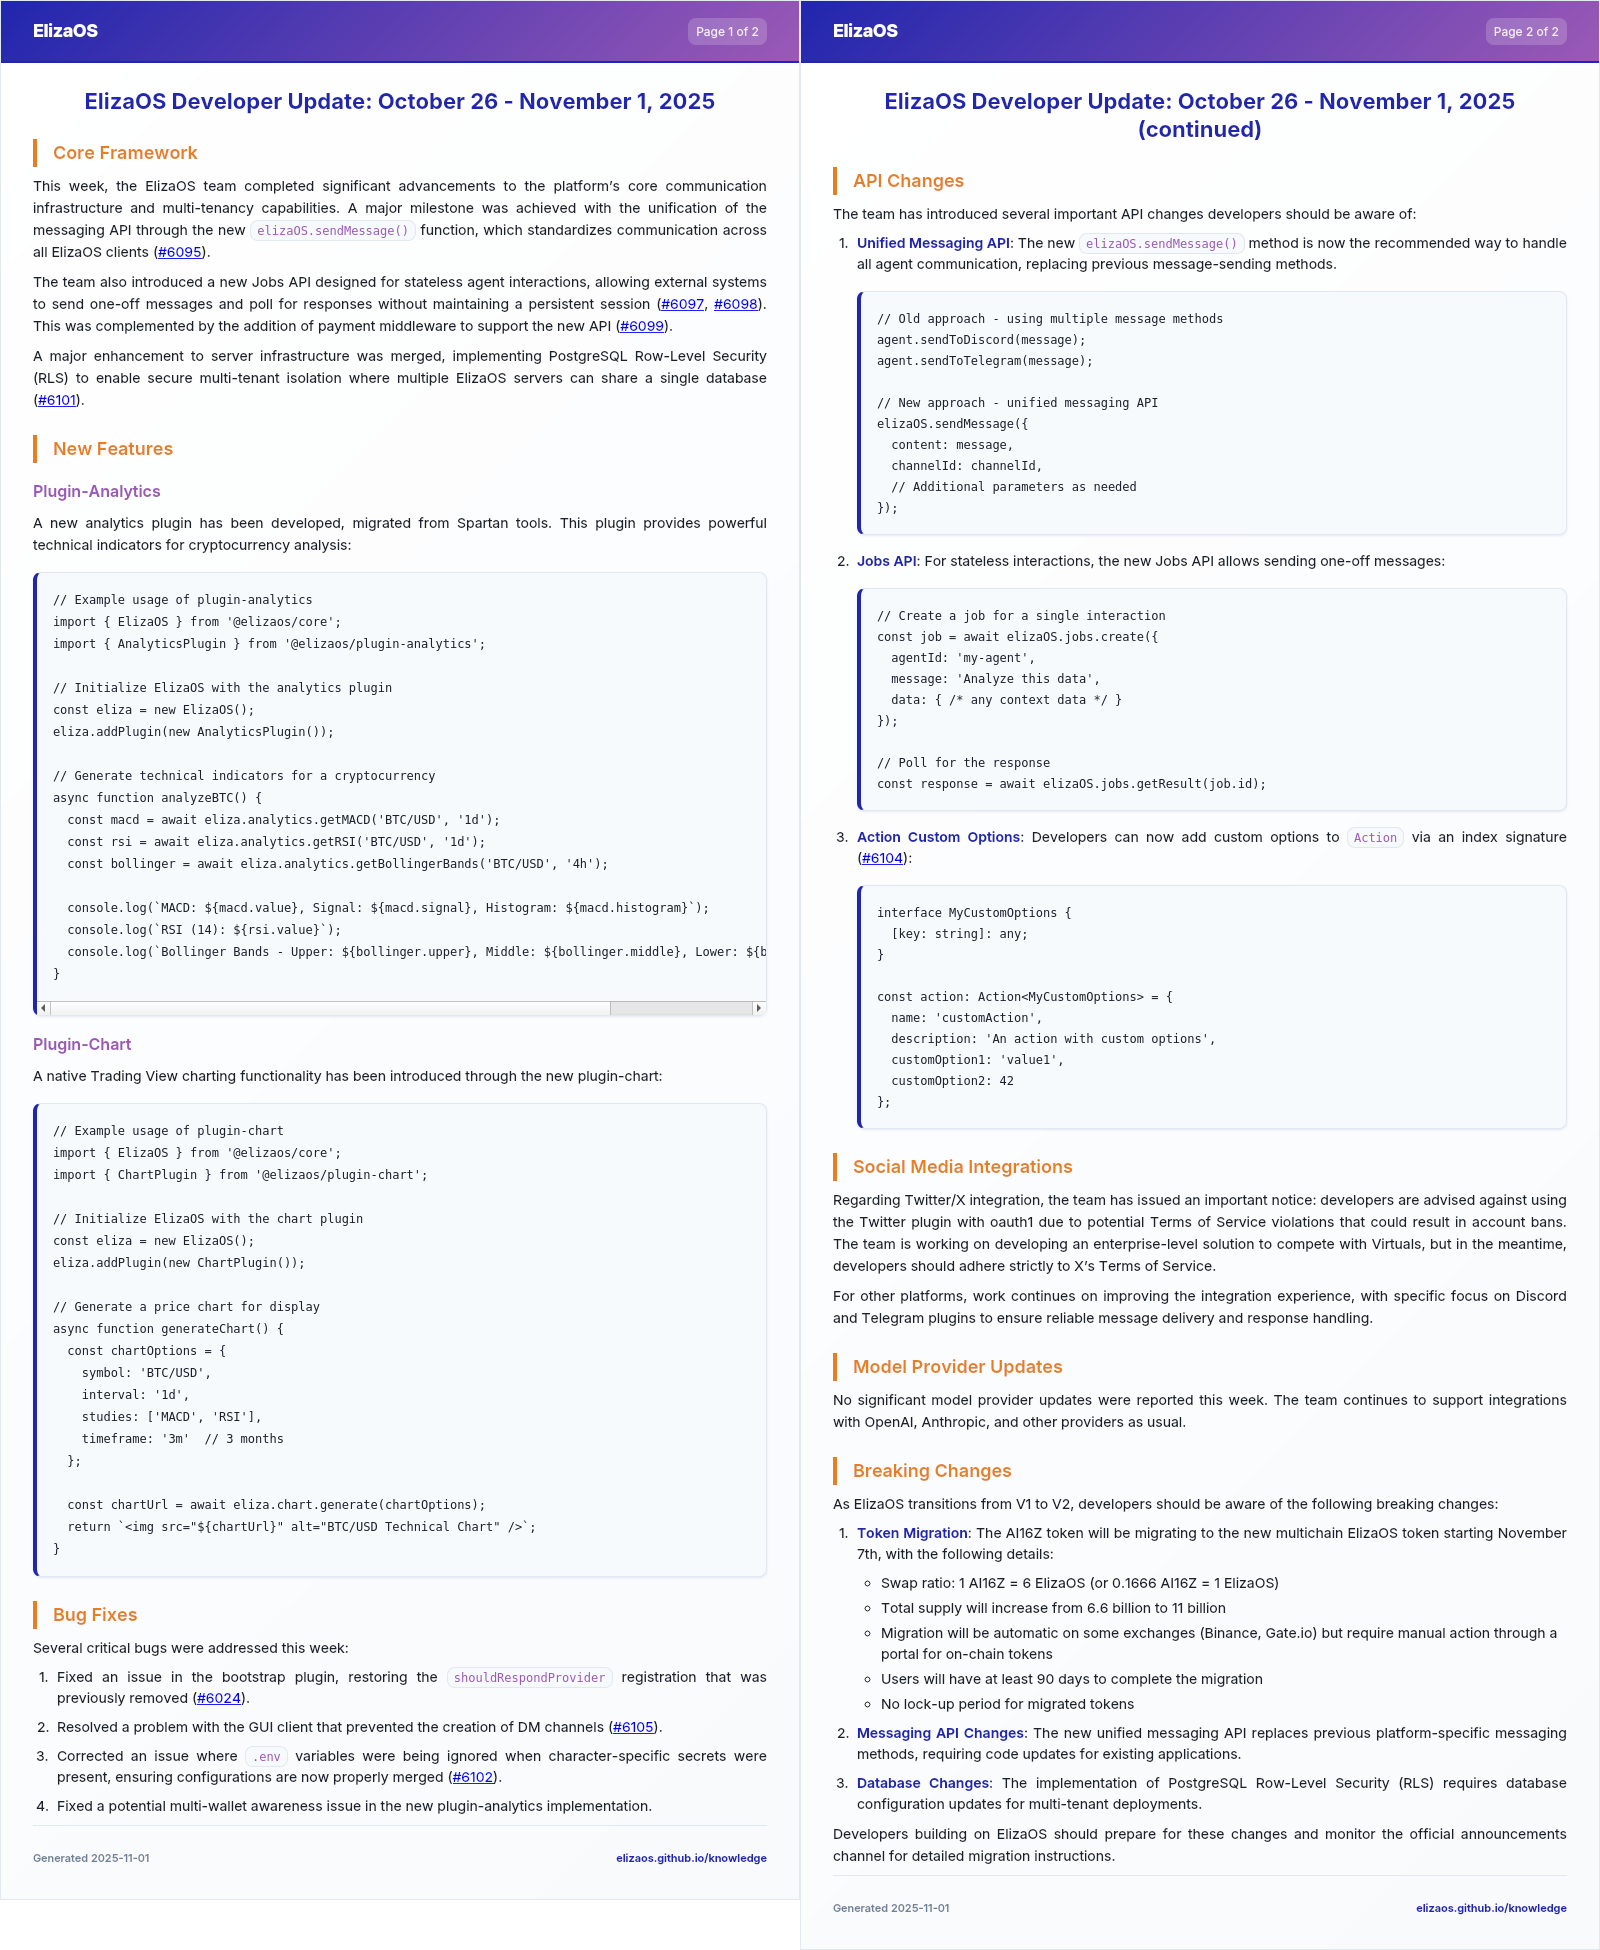 ElizaOS
Page 1 of 2
ElizaOS Developer Update: October 26 - November 1, 2025
Core Framework
This week, the ElizaOS team completed significant advancements to the platform's core communication
infrastructure and multi-tenancy capabilities. A major milestone was achieved with the unification of the
messaging API through the new elizaOS.sendMessage() function, which standardizes communication across
all ElizaOS clients (#6095).
The team also introduced a new Jobs API designed for stateless agent interactions, allowing external systems
to send one-off messages and poll for responses without maintaining a persistent session (#6097, #6098).
This was complemented by the addition of payment middleware to support the new API (#6099).
A major enhancement to server infrastructure was merged, implementing PostgreSQL Row-Level Security
(RLS) to enable secure multi-tenant isolation where multiple ElizaOS servers can share a single database
(#6101).
New Features
Plugin-Analytics
A new analytics plugin has been developed, migrated from Spartan tools. This plugin provides powerful
technical indicators for cryptocurrency analysis:
// Example usage of plugin-analytics
import { ElizaOS } from '@elizaos/core';
import { AnalyticsPlugin } from '@elizaos/plugin-analytics';
// Initialize ElizaOS with the analytics plugin
const eliza = new ElizaOS();
eliza.addPlugin(new AnalyticsPlugin());
// Generate technical indicators for a cryptocurrency
async function analyzeBTC() {
  const macd = await eliza.analytics.getMACD('BTC/USD', '1d');
  const rsi = await eliza.analytics.getRSI('BTC/USD', '1d');
  const bollinger = await eliza.analytics.getBollingerBands('BTC/USD', '4h');
  console.log(`MACD: ${macd.value}, Signal: ${macd.signal}, Histogram: ${macd.histogram}`);
  console.log(`RSI (14): ${rsi.value}`);
  console.log(`Bollinger Bands - Upper: ${bollinger.upper}, Middle: ${bollinger.middle}, Lower: ${b
}
Plugin-Chart
A native Trading View charting functionality has been introduced through the new plugin-chart:
// Example usage of plugin-chart
import { ElizaOS } from '@elizaos/core';
import { ChartPlugin } from '@elizaos/plugin-chart';
// Initialize ElizaOS with the chart plugin
const eliza = new ElizaOS();
eliza.addPlugin(new ChartPlugin());
// Generate a price chart for display
async function generateChart() {
  const chartOptions = {
    symbol: 'BTC/USD',
    interval: '1d',
    studies: ['MACD', 'RSI'],
    timeframe: '3m'  // 3 months
  };
  const chartUrl = await eliza.chart.generate(chartOptions);
  return `<img src="${chartUrl}" alt="BTC/USD Technical Chart" />`;
}
Bug Fixes
Several critical bugs were addressed this week:
1. Fixed an issue in the bootstrap plugin, restoring the shouldRespondProvider registration that was
previously removed (#6024).
2. Resolved a problem with the GUI client that prevented the creation of DM channels (#6105).
3. Corrected an issue where .env variables were being ignored when character-specific secrets were
present, ensuring configurations are now properly merged (#6102).
4. Fixed a potential multi-wallet awareness issue in the new plugin-analytics implementation.
Generated 2025-11-01
elizaos.github.io/knowledge
ElizaOS
Page 2 of 2
ElizaOS Developer Update: October 26 - November 1, 2025
(continued)
API Changes
The team has introduced several important API changes developers should be aware of:
1. Unified Messaging API: The new elizaOS.sendMessage() method is now the recommended way to handle
all agent communication, replacing previous message-sending methods.
// Old approach - using multiple message methods
agent.sendToDiscord(message);
agent.sendToTelegram(message);
// New approach - unified messaging API
elizaOS.sendMessage({
  content: message,
  channelId: channelId,
  // Additional parameters as needed
});
2. Jobs API: For stateless interactions, the new Jobs API allows sending one-off messages:
// Create a job for a single interaction
const job = await elizaOS.jobs.create({
  agentId: 'my-agent',
  message: 'Analyze this data',
  data: { /* any context data */ }
});
// Poll for the response
const response = await elizaOS.jobs.getResult(job.id);
3. Action Custom Options: Developers can now add custom options to Action via an index signature
(#6104):
interface MyCustomOptions {
  [key: string]: any;
}
const action: Action<MyCustomOptions> = {
  name: 'customAction',
  description: 'An action with custom options',
  customOption1: 'value1',
  customOption2: 42
};
Social Media Integrations
Regarding Twitter/X integration, the team has issued an important notice: developers are advised against using
the Twitter plugin with oauth1 due to potential Terms of Service violations that could result in account bans.
The team is working on developing an enterprise-level solution to compete with Virtuals, but in the meantime,
developers should adhere strictly to X's Terms of Service.
For other platforms, work continues on improving the integration experience, with specific focus on Discord
and Telegram plugins to ensure reliable message delivery and response handling.
Model Provider Updates
No significant model provider updates were reported this week. The team continues to support integrations
with OpenAI, Anthropic, and other providers as usual.
Breaking Changes
As ElizaOS transitions from V1 to V2, developers should be aware of the following breaking changes:
1. Token Migration: The AI16Z token will be migrating to the new multichain ElizaOS token starting November
7th, with the following details:
◦ Swap ratio: 1 AI16Z = 6 ElizaOS (or 0.1666 AI16Z = 1 ElizaOS)
◦ Total supply will increase from 6.6 billion to 11 billion
◦ Migration will be automatic on some exchanges (Binance, Gate.io) but require manual action through a
portal for on-chain tokens
◦ Users will have at least 90 days to complete the migration
◦ No lock-up period for migrated tokens
2. Messaging API Changes: The new unified messaging API replaces previous platform-specific messaging
methods, requiring code updates for existing applications.
3. Database Changes: The implementation of PostgreSQL Row-Level Security (RLS) requires database
configuration updates for multi-tenant deployments.
Developers building on ElizaOS should prepare for these changes and monitor the official announcements
channel for detailed migration instructions.
Generated 2025-11-01
elizaos.github.io/knowledge